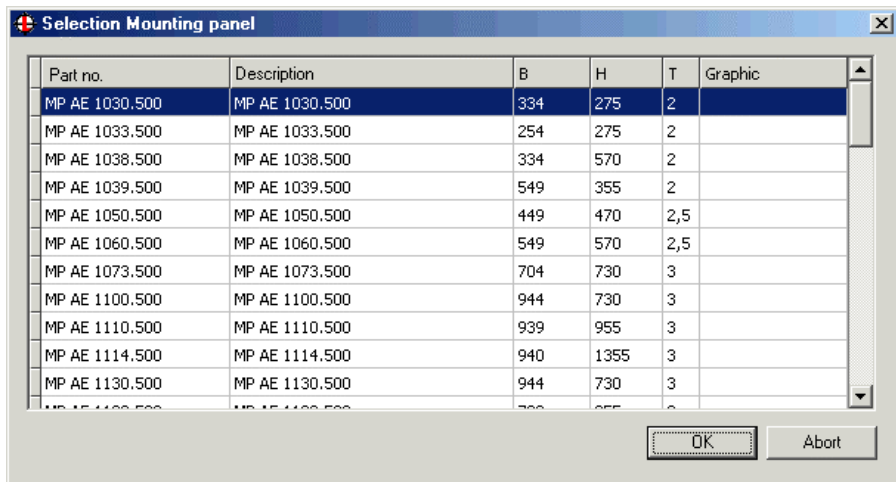 Selection Mounting panel
Part no. Description B H T Graphic
MP AE 1030.500 MP AE 1030.500 334 275 2
MP AE 1033.500 MP AE 1033.500 254 275 2
MP AE 1038.500 MP AE 1038.500 334 570 2
MP AE 1039.500 MP AE 1039.500 549 355 2
MP AE 1050.500 MP AE 1050.500 449 470 2,5
MP AE 1060.500 MP AE 1060.500 549 570 2,5
MP AE 1073.500 MP AE 1073.500 704 730 3
MP AE 1100.500 MP AE 1100.500 944 730 3
MP AE 1110.500 MP AE 1110.500 939 955 3
MP AE 1114.500 MP AE 1114.500 940 1355 3
MP AE 1130.500 MP AE 1130.500 944 730 3
OK Abort